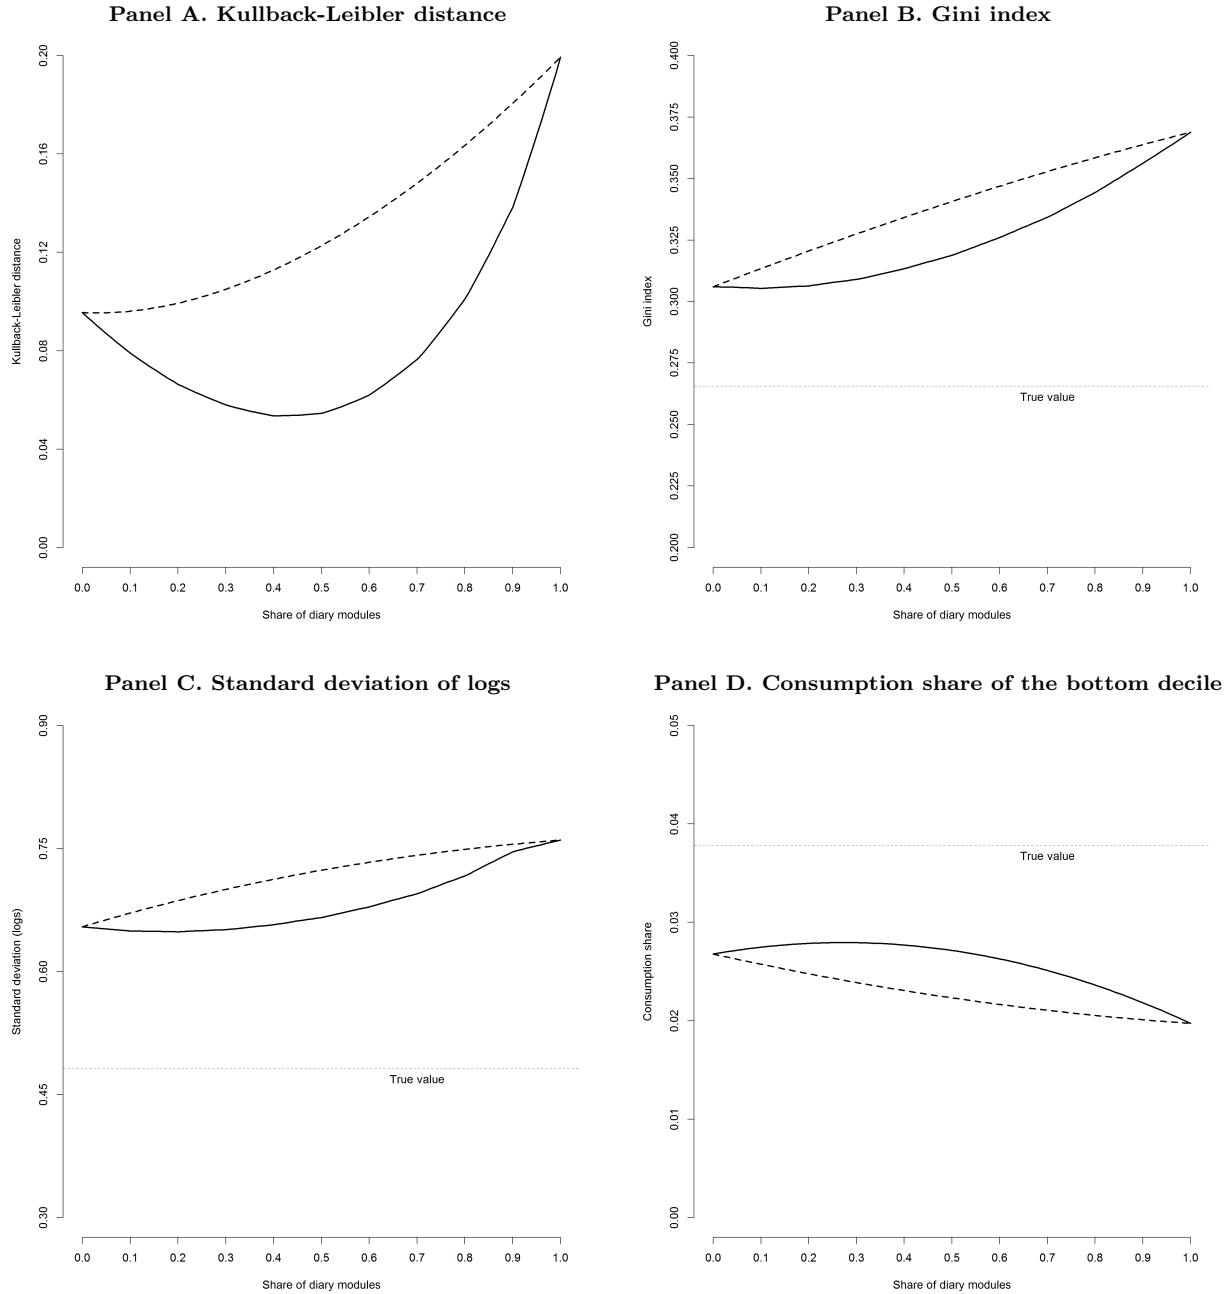 Panel A. Kullback-Leibler distance
0.20
0.16
0.12
0.08
0.04
0.00
Kullback-Leibler distance
0.0 0.1 0.2 0.3 0.4 0.5 0.6 0.7 0.8 0.9 1.0
Share of diary modules
Panel B. Gini index
0.400
0.375
0.350
0.325
0.300
0.275
0.250
0.225
0.200
Gini index
True value
0.0 0.1 0.2 0.3 0.4 0.5 0.6 0.7 0.8 0.9 1.0
Share of diary modules
Panel C. Standard deviation of logs
0.90
0.75
0.60
0.45
0.30
Standard deviation (logs)
True value
0.0 0.1 0.2 0.3 0.4 0.5 0.6 0.7 0.8 0.9 1.0
Share of diary modules
Panel D. Consumption share of the bottom decile
0.05
0.04
0.03
0.02
0.01
0.00
Consumption share
True value
0.0 0.1 0.2 0.3 0.4 0.5 0.6 0.7 0.8 0.9 1.0
Share of diary modules